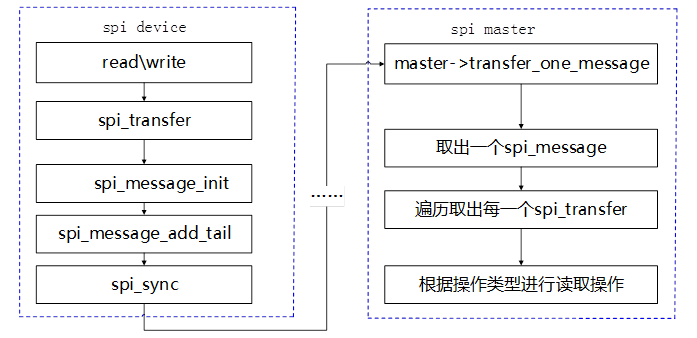 spi device
read\write
spi_transfer
spi_message_init
spi_message_add_tail
spi_sync
……
spi master
master->transfer_one_message
取出一个spi_message
遍历取出每一个spi_transfer
根据操作类型进行读取操作